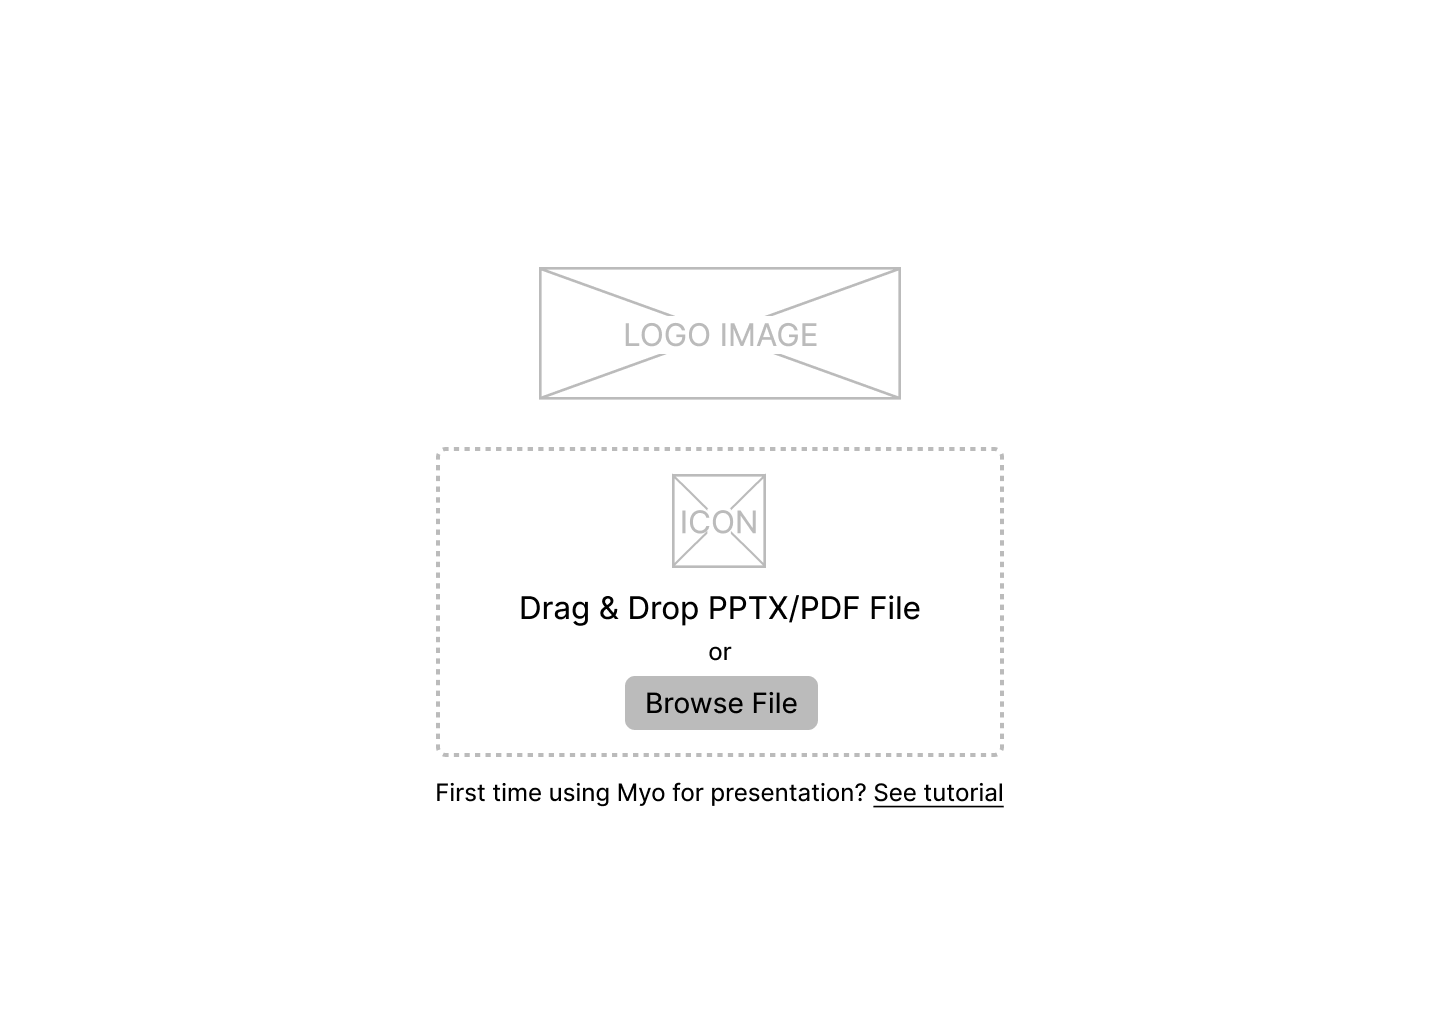 LOGO IMAGE
ICON
Drag & Drop PPTX/PDF File
or
Browse File
First time using Myo for presentation? See tutorial